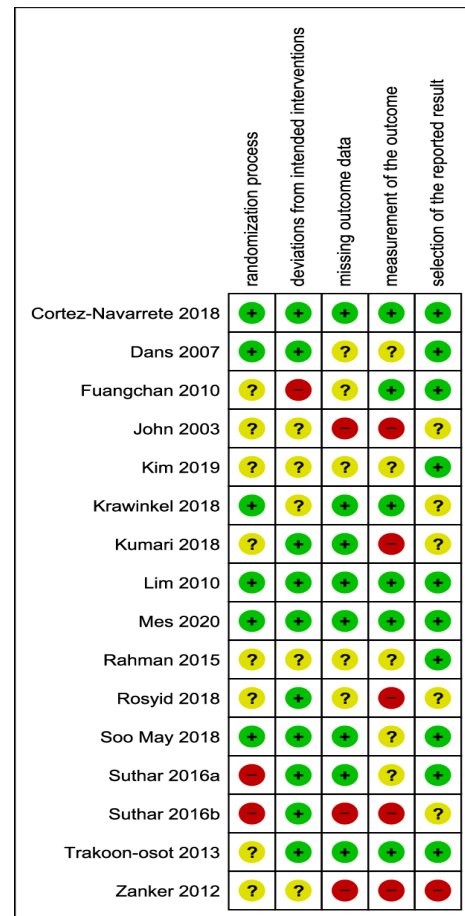 randomization process
deviations from intended interventions
missing outcome data
measurement of the outcome
selection of the reported result
Cortez-Navarrete 2018 + + + + +
Dans 2007 + + ? ? +
Fuangchan 2010 ? − ? + +
John 2003 ? ? − − ?
Kim 2019 ? ? ? ? +
Krawinkel 2018 + ? + + ?
Kumari 2018 ? + + − ?
Lim 2010 + + + + +
Mes 2020 + + + + +
Rahman 2015 ? ? ? ? +
Rosyid 2018 ? + ? − ?
Soo May 2018 + + + ? +
Suthar 2016a − + + ? +
Suthar 2016b − + − − ?
Trakoon-osot 2013 ? + + + +
Zanker 2012 ? ? − − −